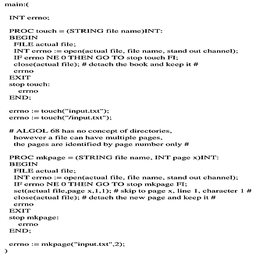 main:(
INT errno;
PROC touch = (STRING file name)INT:
BEGIN
FILE actual file;
INT errno := open(actual file, file name, stand out channel);
IF errno NE 0 THEN GO TO stop touch FI;
close(actual file); # detach the book and keep it #
errno
EXIT
stop touch:
errno
END;
errno := touch("input.txt");
errno := touch("/input.txt");
# ALGOL 68 has no concept of directories,
however a file can have multiple pages,
the pages are identified by page number only #
PROC mkpage = (STRING file name, INT page x)INT:
BEGIN
FILE actual file;
INT errno := open(actual file, file name, stand out channel);
IF errno NE 0 THEN GO TO stop mkpage FI;
set(actual file,page x,1,1); # skip to page x, line 1, character 1 #
close(actual file); # detach the new page and keep it #
errno
EXIT
stop mkpage:
errno
END;
errno := mkpage("input.txt",2);
)